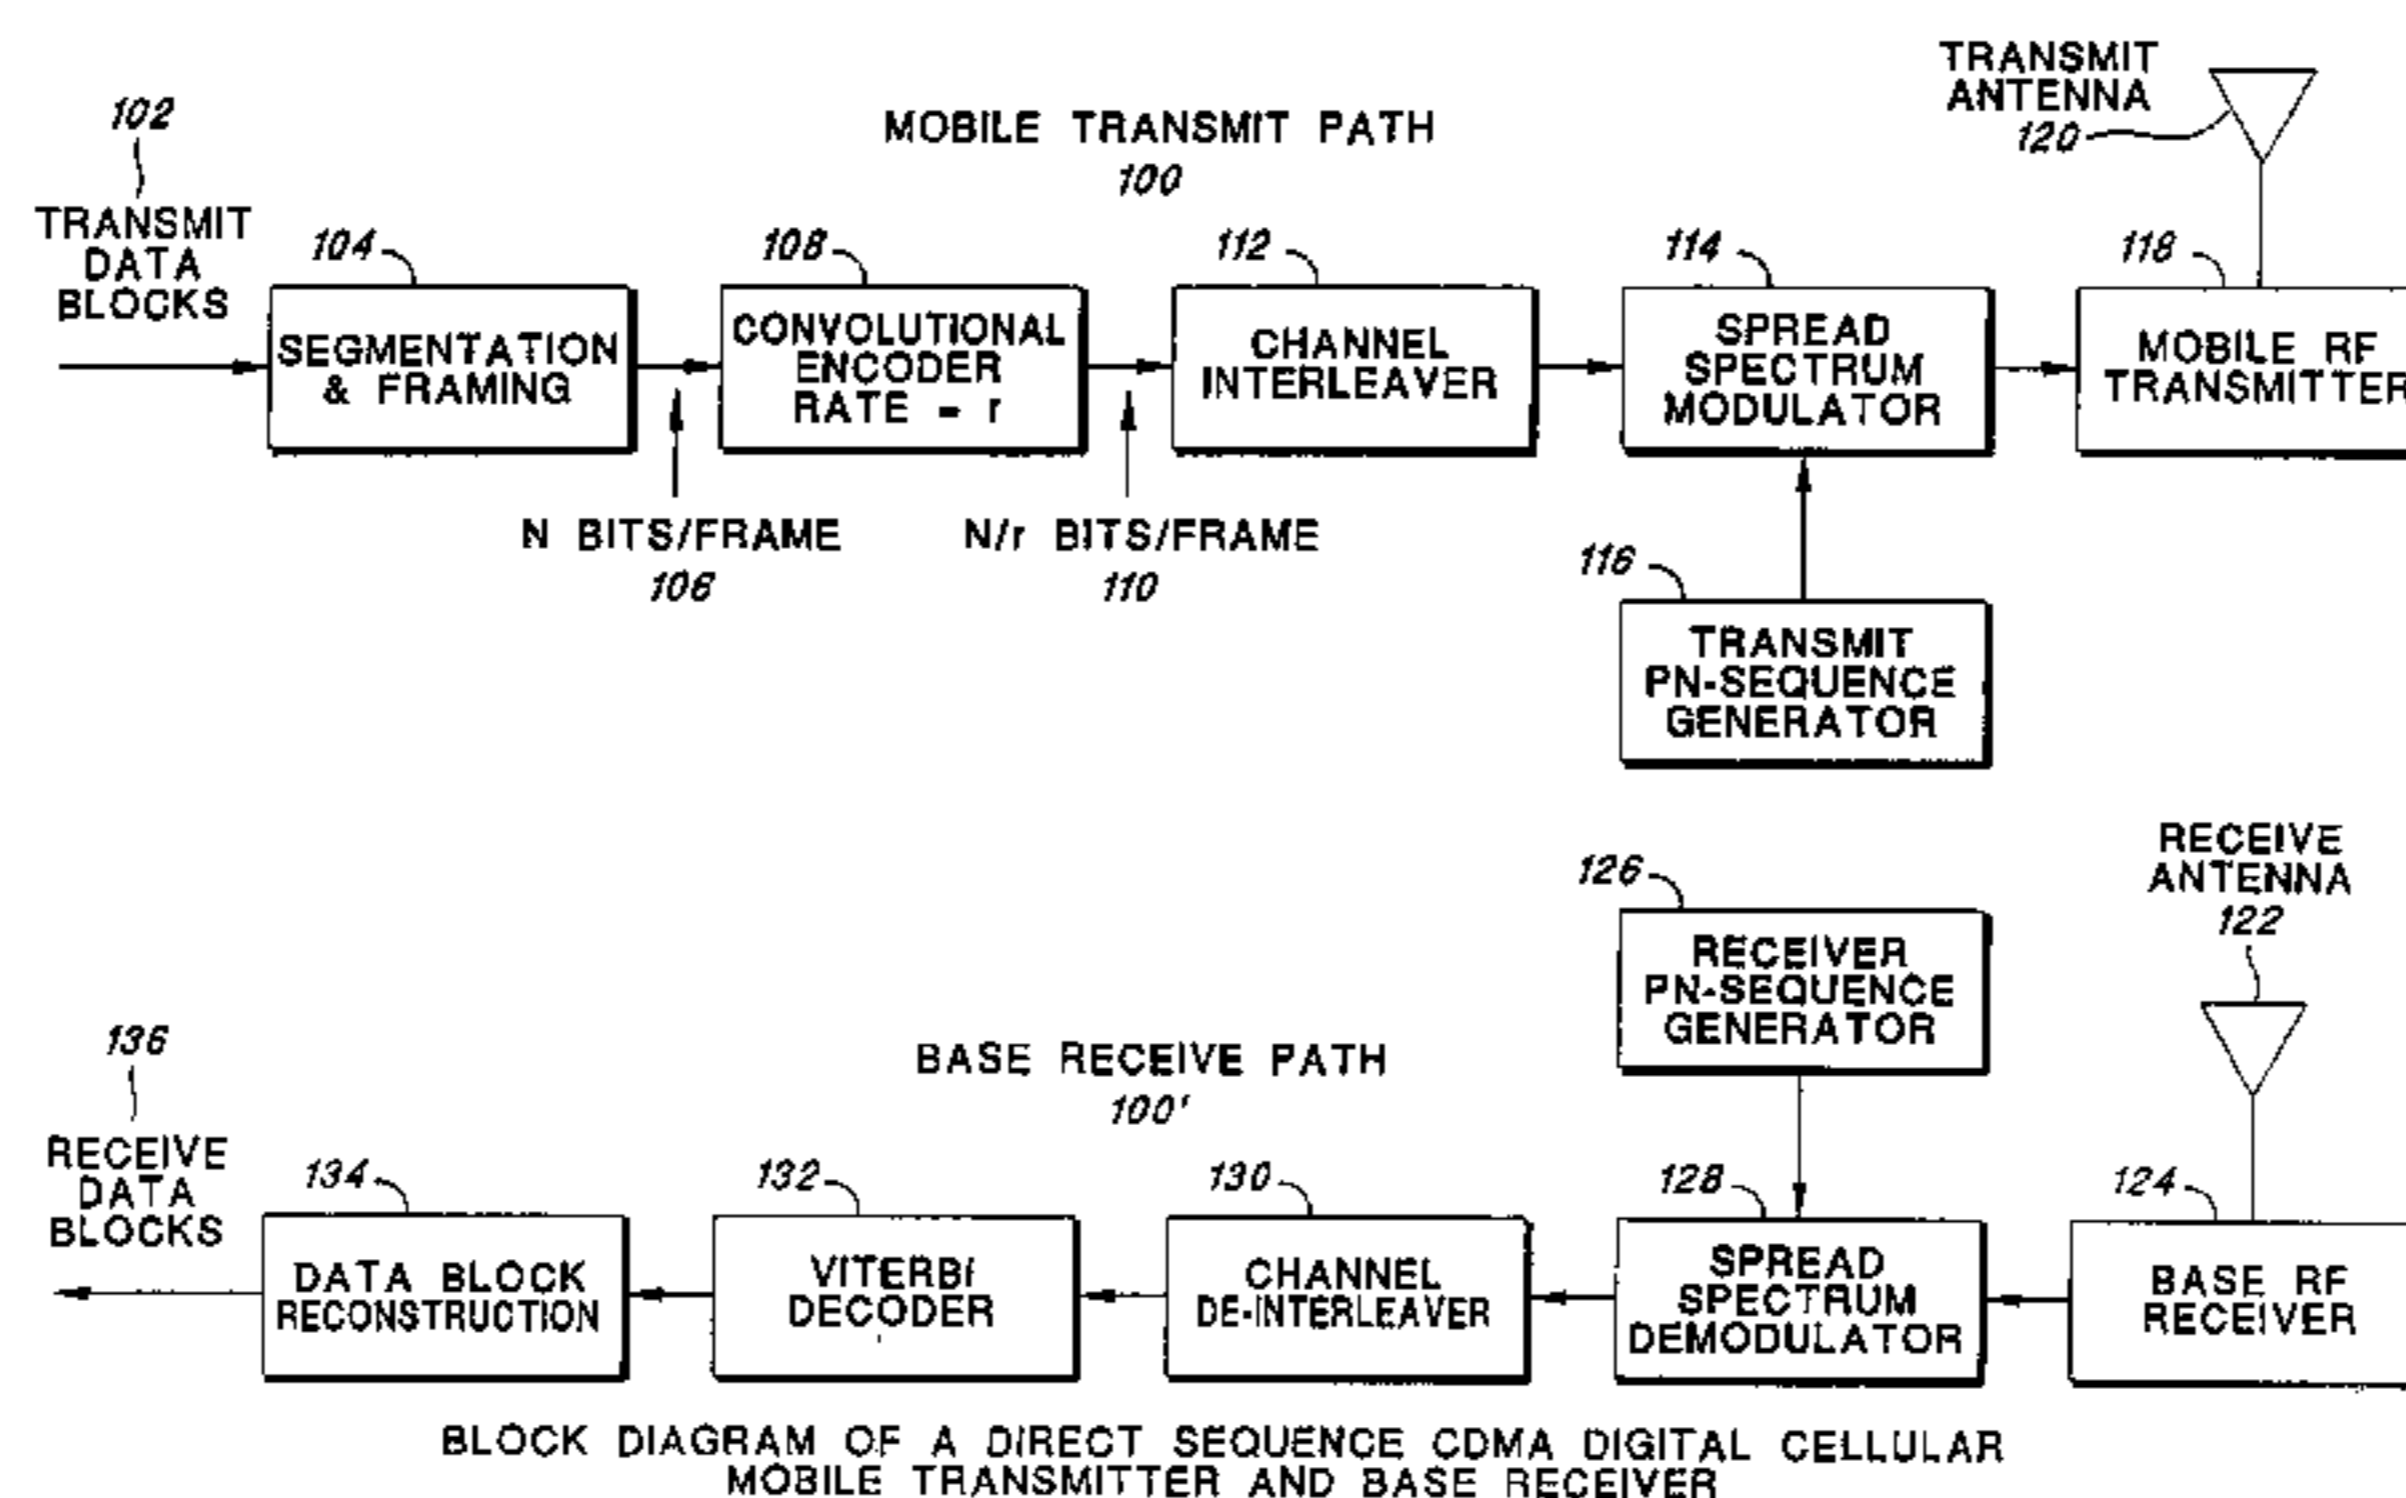 TRANSMIT
ANTENNA
120
102
MOBILE TRANSMIT PATH
100
TRANSMIT
DATA
BLOCKS
104
108
112
114
118
SEGMENTATION
& FRAMING
CONVOLUTIONAL
ENCODER
RATE = r
CHANNEL
INTERLEAVER
SPREAD
SPECTRUM
MODULATOR
MOBILE RF
TRANSMITTER
N BITS/FRAME
106
N/r BITS/FRAME
110
116
TRANSMIT
PN-SEQUENCE
GENERATOR
RECEIVE
ANTENNA
122
126
RECEIVER
PN-SEQUENCE
GENERATOR
136
BASE RECEIVE PATH
100'
RECEIVE
DATA
BLOCKS
134
132
130
128
124
DATA BLOCK
RECONSTRUCTION
VITERBI
DECODER
CHANNEL
DE-INTERLEAVER
SPREAD
SPECTRUM
DEMODULATOR
BASE RF
RECEIVER
BLOCK DIAGRAM OF A DIRECT SEQUENCE CDMA DIGITAL CELLULAR
MOBILE TRANSMITTER AND BASE RECEIVER